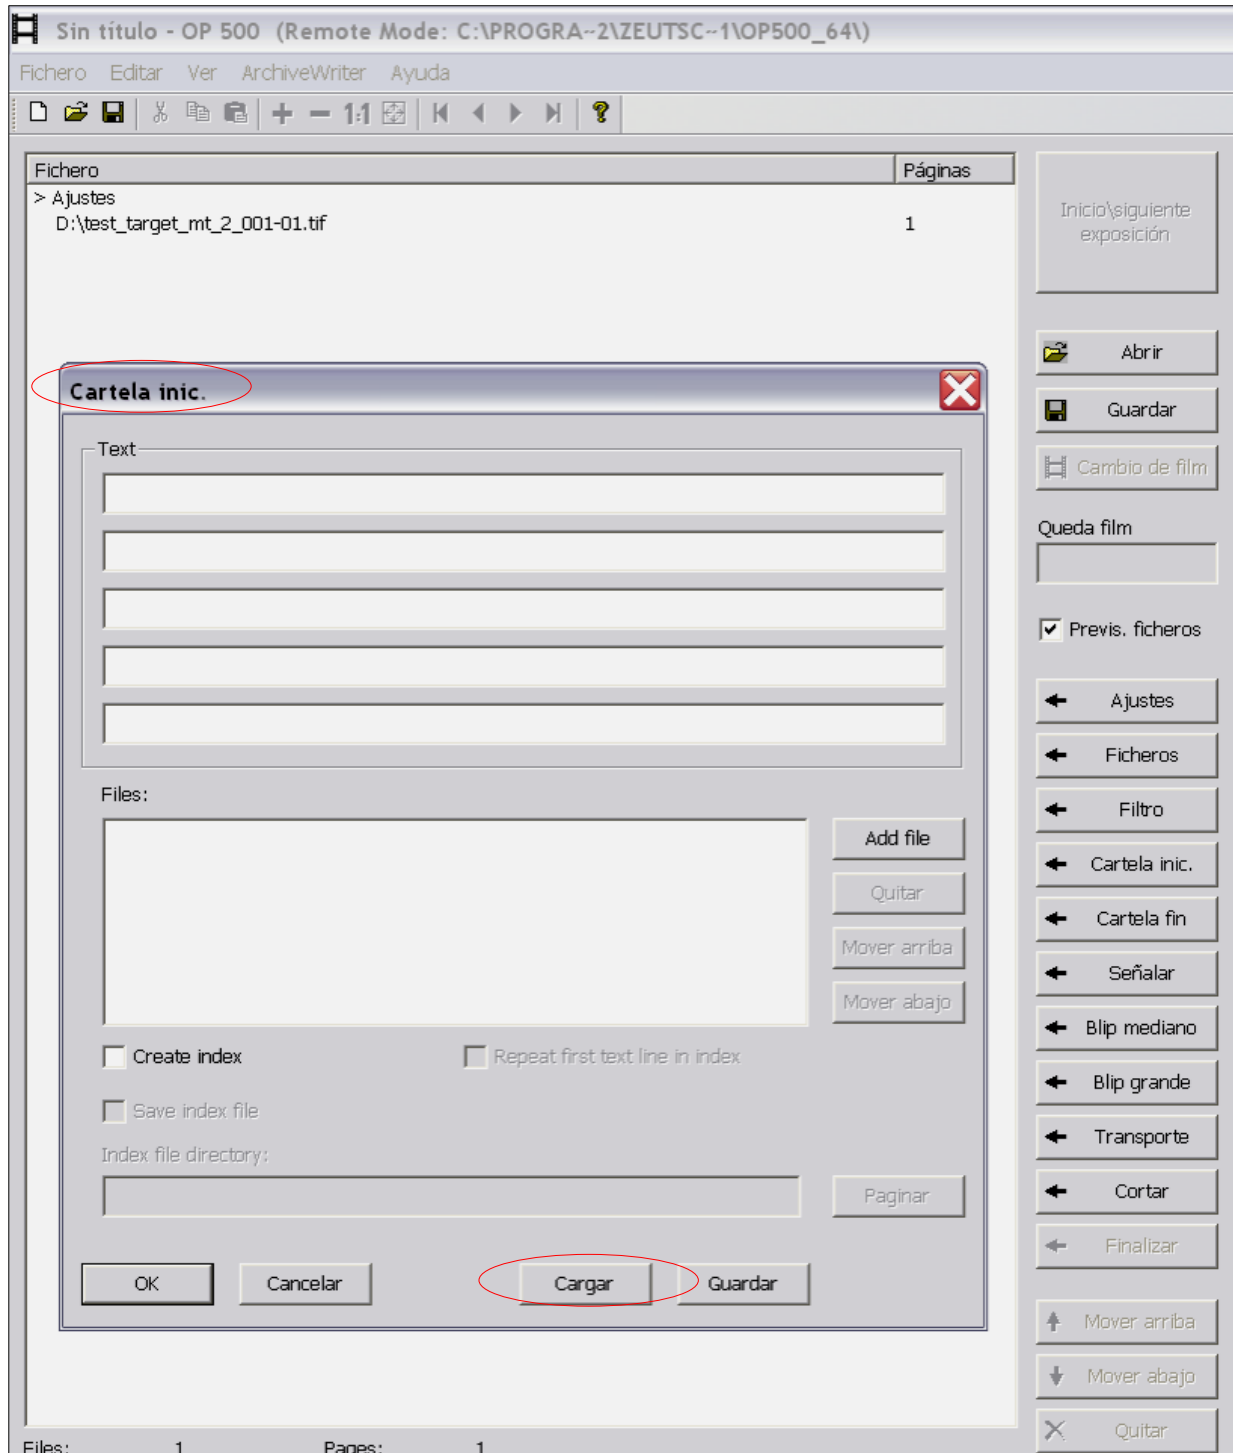 Sin título - OP 500 (Remote Mode: C:\PROGRA~2\ZEUTSC~1\OP500_64\)
Fichero Editar Ver ArchiveWriter Ayuda
1:1
Fichero Páginas
> Ajustes
D:\test_target_mt_2_001-01.tif 1
Cartela inic.
Text
Files:
Add file
Quitar
Mover arriba
Mover abajo
Create index Repeat first text line in index
Save index file
Index file directory:
Paginar
OK Cancelar Cargar Guardar
Inicio\siguiente
exposición
Abrir
Guardar
Cambio de film
Queda film
Previs. ficheros
Ajustes
Ficheros
Filtro
Cartela inic.
Cartela fin
Señalar
Blip mediano
Blip grande
Transporte
Cortar
Finalizar
Mover arriba
Mover abajo
Quitar
Files: 1 Pages: 1